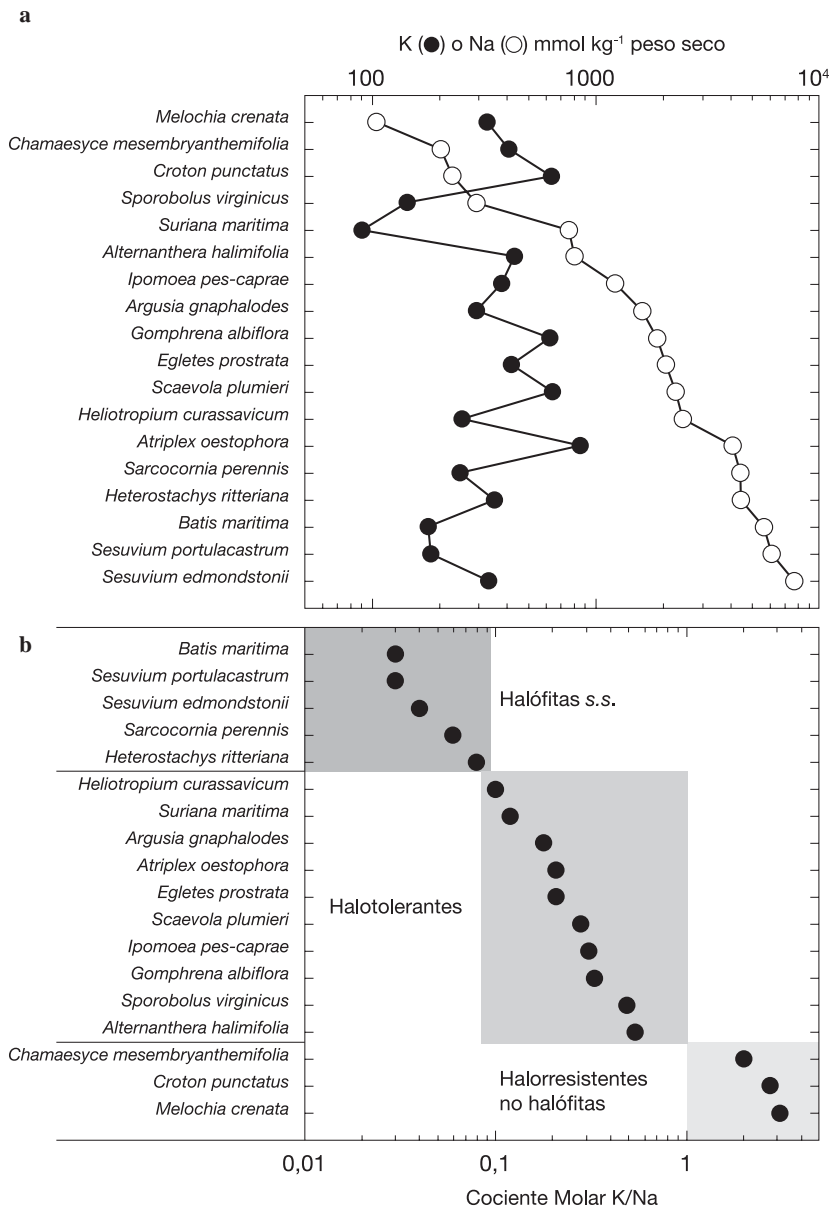 a
K (●) o Na (○) mmol kg⁻¹ peso seco
100 1000 10⁴
Melochia crenata
Chamaesyce mesembryanthemifolia
Croton punctatus
Sporobolus virginicus
Suriana maritima
Alternanthera halimifolia
Ipomoea pes-caprae
Argusia gnaphalodes
Gomphrena albiflora
Egletes prostrata
Scaevola plumieri
Heliotropium curassavicum
Atriplex oestophora
Sarcocornia perennis
Heterostachys ritteriana
Batis maritima
Sesuvium portulacastrum
Sesuvium edmondstonii
b
Batis maritima
Sesuvium portulacastrum
Sesuvium edmondstonii
Sarcocornia perennis
Heterostachys ritteriana
Halófitas s.s.
Heliotropium curassavicum
Suriana maritima
Argusia gnaphalodes
Atriplex oestophora
Egletes prostrata
Scaevola plumieri
Ipomoea pes-caprae
Gomphrena albiflora
Sporobolus virginicus
Alternanthera halimifolia
Halotolerantes
Chamaesyce mesembryanthemifolia
Croton punctatus
Melochia crenata
Halorresistentes
no halófitas
0,01 0,1 1
Cociente Molar K/Na